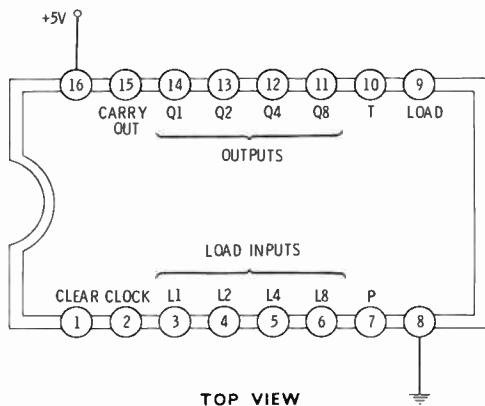 +5V
16 15 14 13 12 11 10 9
CARRY OUT Q1 Q2 Q4 Q8 T LOAD
OUTPUTS
LOAD INPUTS
CLEAR CLOCK L1 L2 L4 L8 P
1 2 3 4 5 6 7 8
TOP VIEW